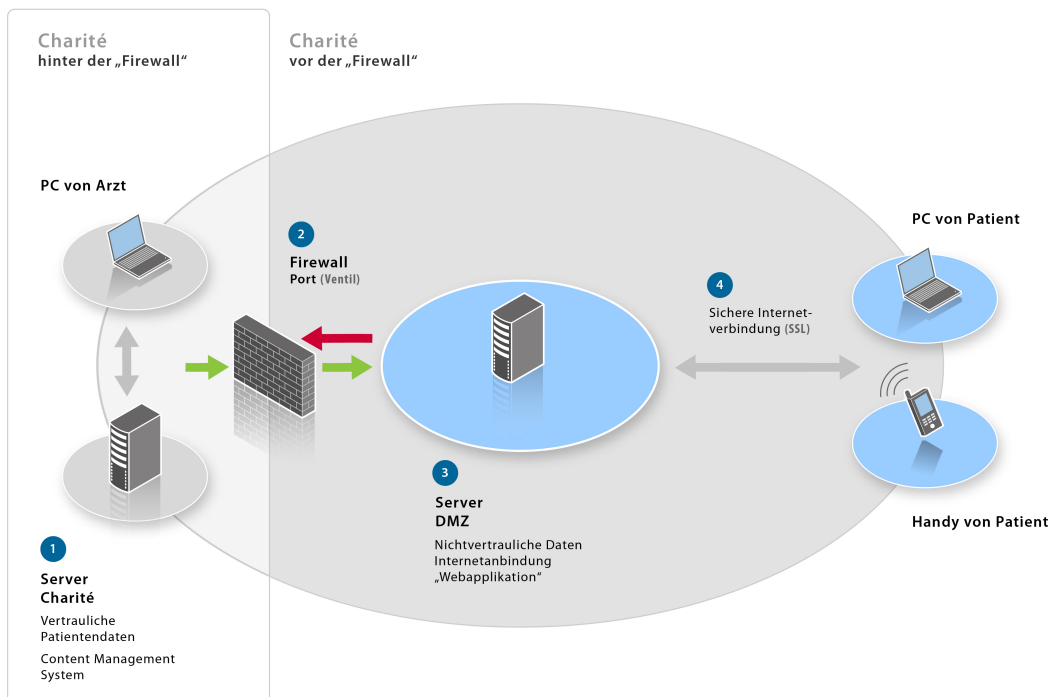 Charité
hinter der „Firewall“
Charité
vor der „Firewall“
PC von Arzt
2
Firewall
Port (Ventil)
4
Sichere Internet-
verbindung (SSL)
PC von Patient
Handy von Patient
3
Server
DMZ
Nichtvertrauliche Daten
Internetanbindung
„Webapplikation“
1
Server
Charité
Vertrauliche
Patientendaten
Content Management
System